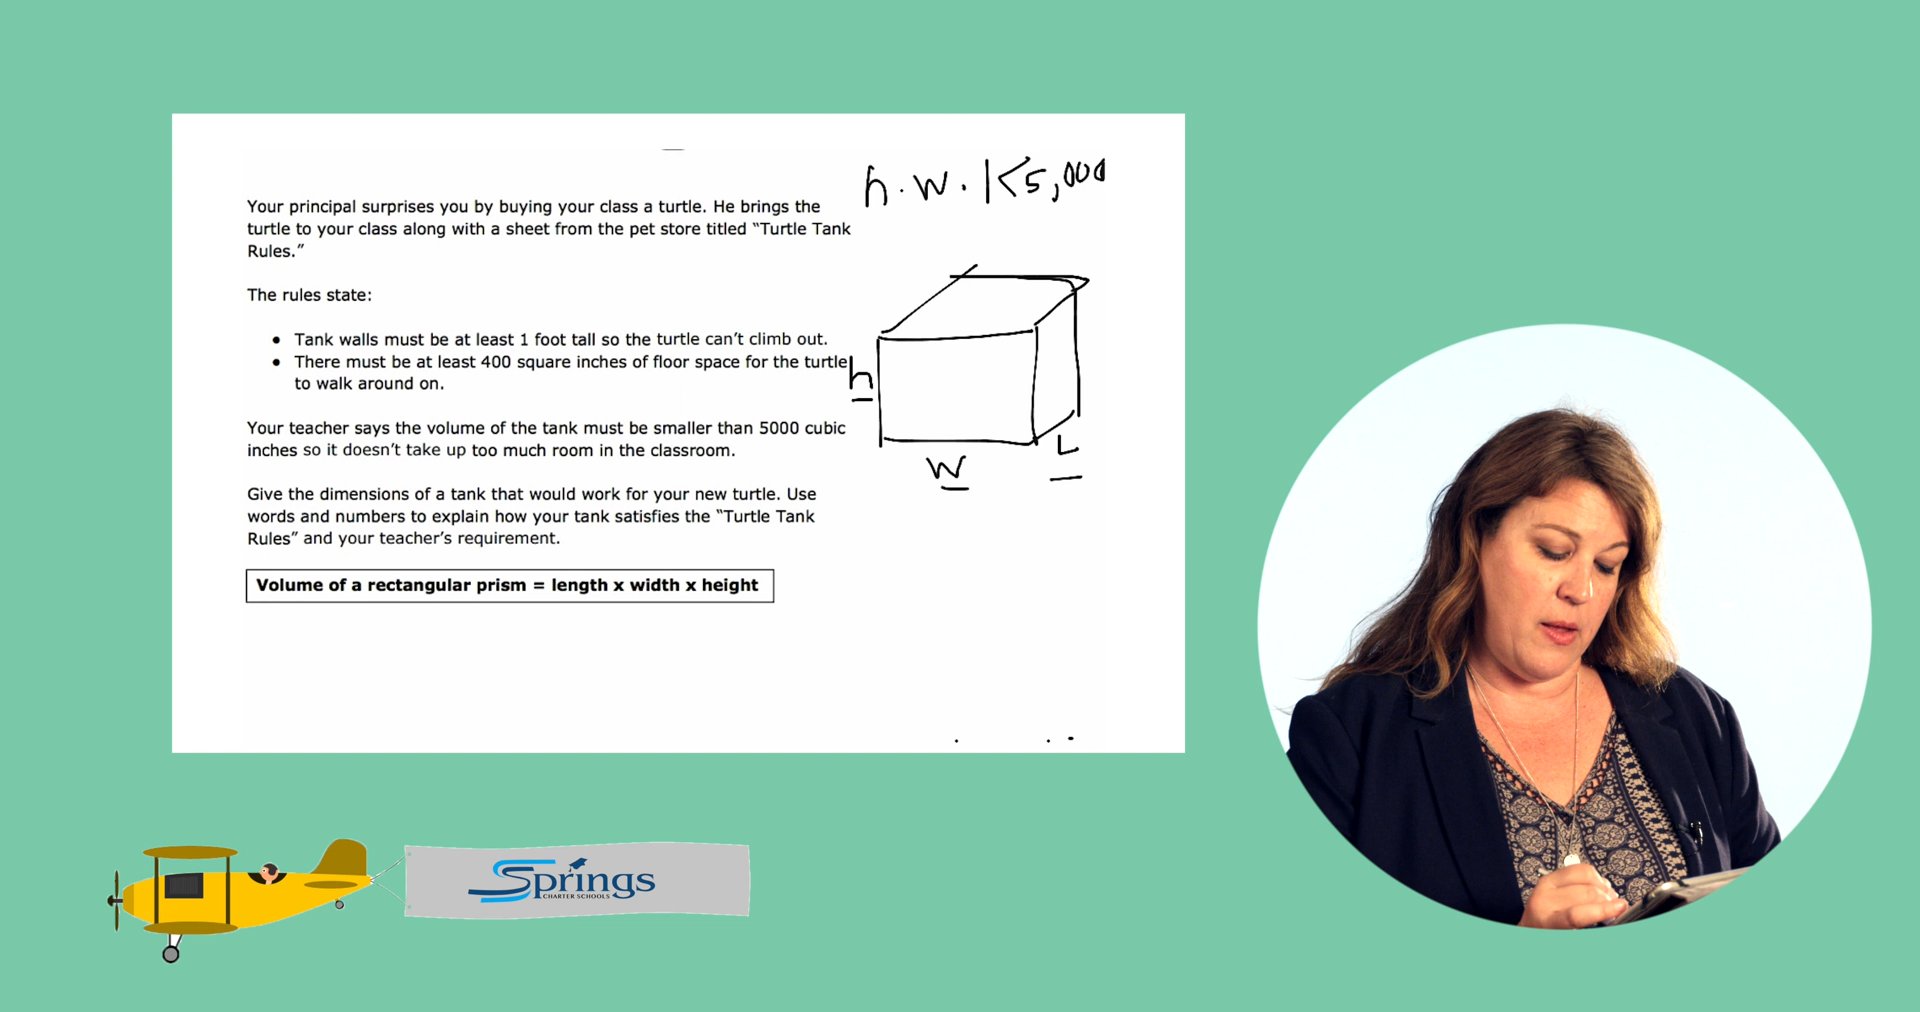 h · w · l < 5,000
Your principal surprises you by buying your class a turtle. He brings the
turtle to your class along with a sheet from the pet store titled “Turtle Tank
Rules.”
The rules state:
• Tank walls must be at least 1 foot tall so the turtle can’t climb out.
• There must be at least 400 square inches of floor space for the turtle
to walk around on.
h
Your teacher says the volume of the tank must be smaller than 5000 cubic
inches so it doesn’t take up too much room in the classroom.
L
W
Give the dimensions of a tank that would work for your new turtle. Use
words and numbers to explain how your tank satisfies the “Turtle Tank
Rules” and your teacher’s requirement.
Volume of a rectangular prism = length x width x height
Springs
CHARTER SCHOOLS